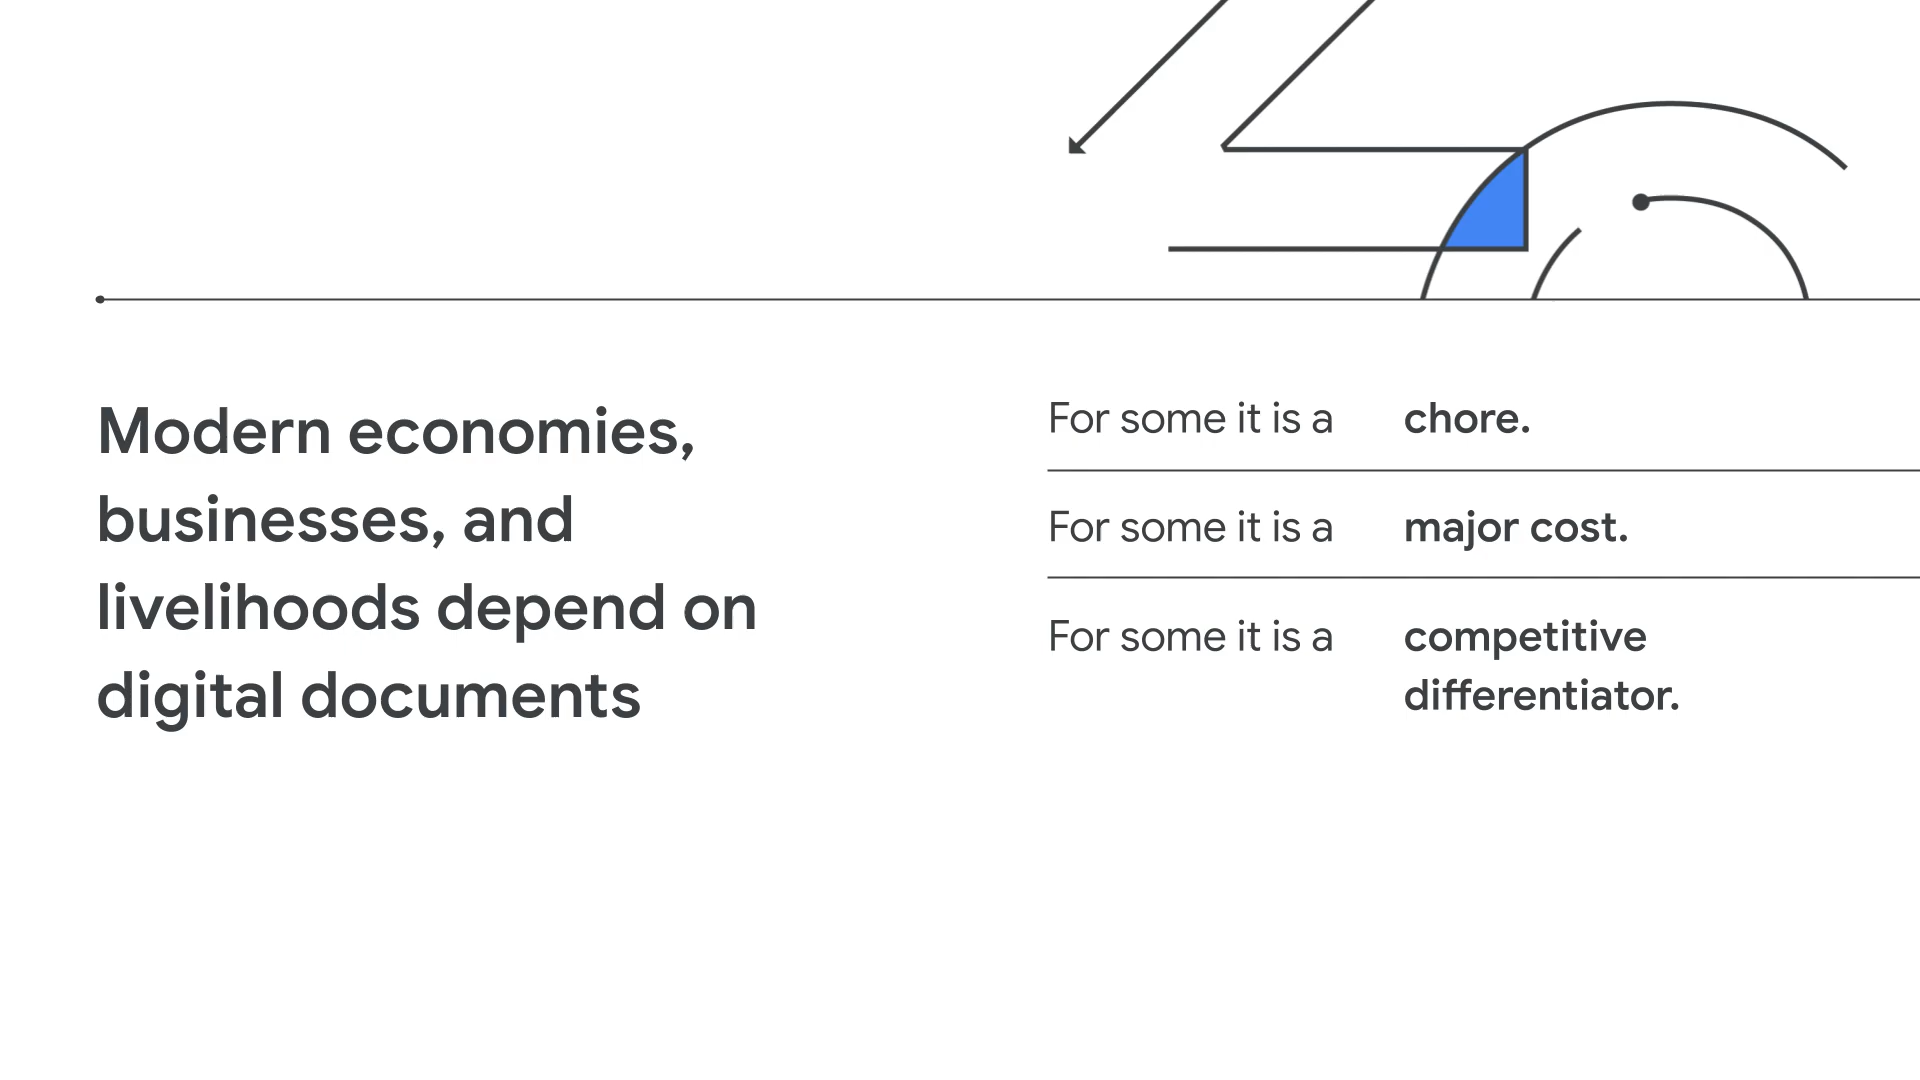 Modern economies,
businesses, and
livelihoods depend on
digital documents
For some it is a chore.
For some it is a major cost.
For some it is a competitive
differentiator.